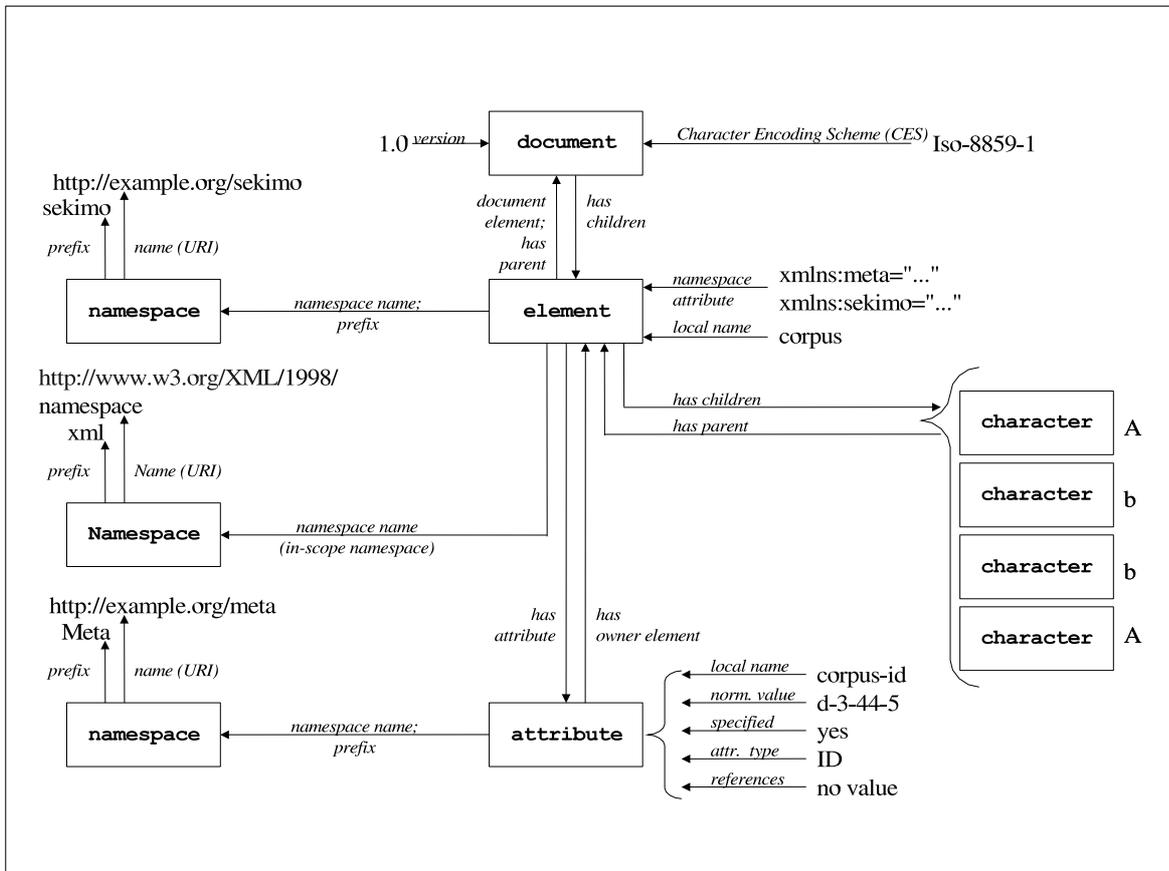 document
1.0
version
Character Encoding Scheme (CES)
Iso-8859-1
http://example.org/sekimo
sekimo
prefix
name (URI)
document
element;
has
parent
has
children
namespace
namespace name;
prefix
element
namespace
attribute
xmlns:meta="..."
xmlns:sekimo="..."
local name
corpus
http://www.w3.org/XML/1998/
namespace
xml
prefix
Name (URI)
has children
has parent
character
A
character
b
character
b
character
A
Namespace
namespace name
(in-scope namespace)
http://example.org/meta
Meta
prefix
name (URI)
has
attribute
has
owner element
namespace
namespace name;
prefix
attribute
local name
corpus-id
norm. value
d-3-44-5
specified
yes
attr. type
ID
references
no value